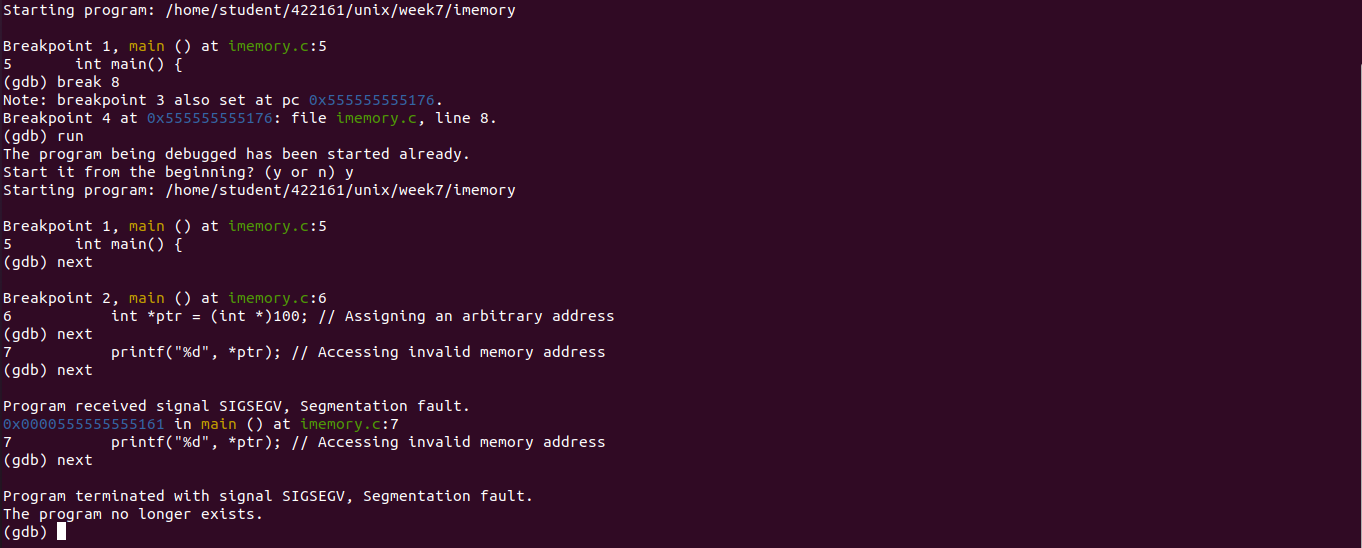 Starting program: /home/student/422161/unix/week7/imemory
Breakpoint 1, main () at imemory.c:5
5       int main() {
(gdb) break 8
Note: breakpoint 3 also set at pc 0x555555555176.
Breakpoint 4 at 0x555555555176: file imemory.c, line 8.
(gdb) run
The program being debugged has been started already.
Start it from the beginning? (y or n) y
Starting program: /home/student/422161/unix/week7/imemory
Breakpoint 1, main () at imemory.c:5
5       int main() {
(gdb) next
Breakpoint 2, main () at imemory.c:6
6           int *ptr = (int *)100; // Assigning an arbitrary address
(gdb) next
7           printf("%d", *ptr); // Accessing invalid memory address
(gdb) next
Program received signal SIGSEGV, Segmentation fault.
0x0000555555555161 in main () at imemory.c:7
7           printf("%d", *ptr); // Accessing invalid memory address
(gdb) next
Program terminated with signal SIGSEGV, Segmentation fault.
The program no longer exists.
(gdb)